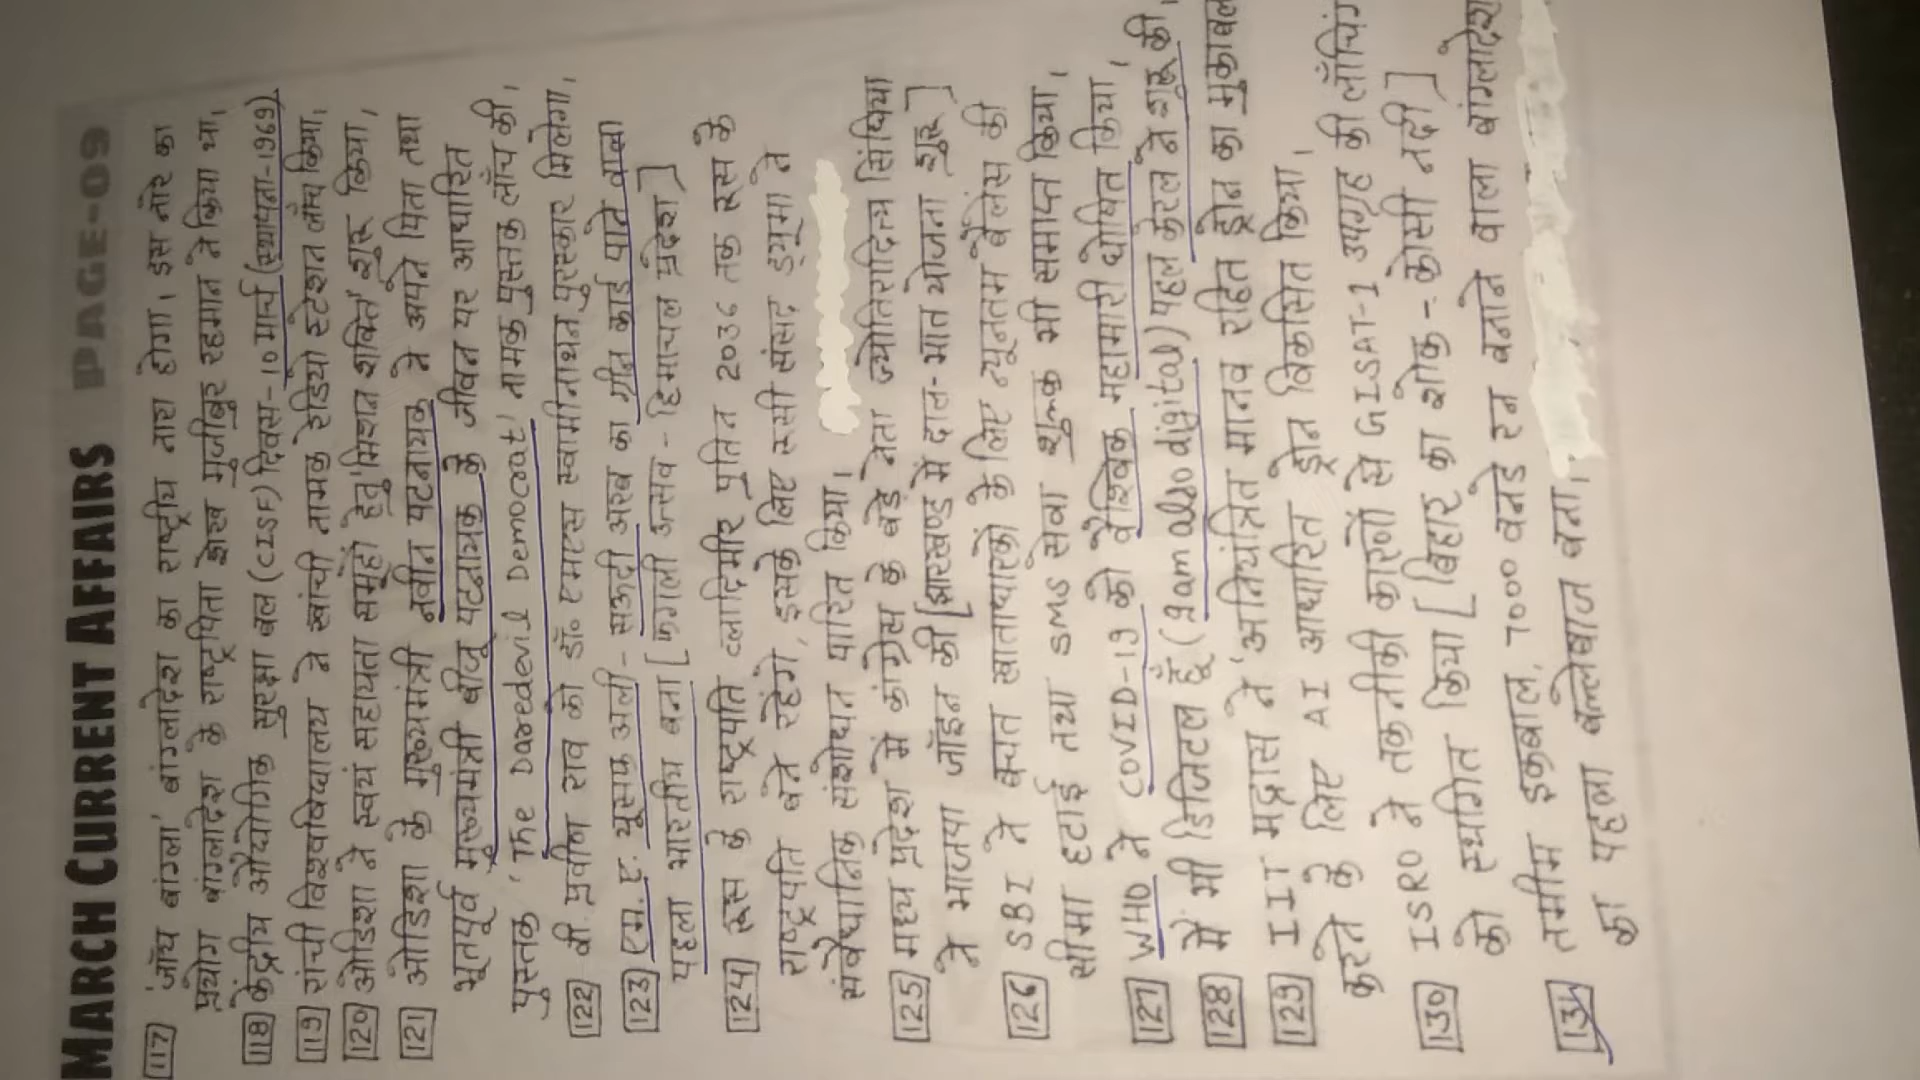 MARCH CURRENT AFFAIRS PAGE-09
117 'जॉय बांग्ला' बांग्लादेश का राष्ट्रीय नारा होगा। इस नारे का
प्रयोग बांग्लादेश के राष्ट्रपिता शेख मुजीबुर रहमान ने किया था।
118 केंद्रीय औद्योगिक सुरक्षा बल (CISF) दिवस-10 मार्च (स्थापना-1969)
119 रांची विश्वविद्यालय ने खांची नामक रेडियो स्टेशन लॉंच किया।
120 ओडिशा ने स्वयं सहायता समूहों हेतु 'मिशन शक्ति' शुरू किया।
121 ओडिशा के मुख्यमंत्री नवीन पटनायक ने अपने पिता तथा
भूतपूर्व मुख्यमंत्री बीजू पटनायक के जीवन पर आधारित
पुस्तक 'The Daredevil Democrat' नामक पुस्तक लॉंच की।
122 वी. प्रवीण राव को डॉ० एमएस स्वामीनाथन पुरस्कार मिलेगा।
123 एम. ए. यूसुफ अली - सऊदी अरब का ग्रीन कार्ड पाने वाला
पहला भारतीय बना [फगली उत्सव - हिमाचल प्रदेश]
124 रूस के राष्ट्रपति व्लादिमीर पुतिन 2036 तक रूस के
राष्ट्रपति बने रहेंगे, इसके लिए रूसी संसद ड्यूमा ने
संवैधानिक संशोधन पारित किया।
125 मध्य प्रदेश में कांग्रेस के बड़े नेता ज्योतिरादित्य सिंधिया
ने भाजपा जॉइन की [झारखण्ड में दाल-भात योजना शुरू]
126 SBI ने बचत खाताधारकों के लिए न्यूनतम बैलेंस की
सीमा हटाई तथा SMS सेवा शुल्क भी समाप्त किया।
127 WHO ने COVID-19 को वैश्विक महामारी घोषित किया।
128 मैं भी डिजिटल हूँ (I am also digital) पहल केरल ने शुरू की।
129 IIT मद्रास ने 'अनियंत्रित मानव रहित ड्रोन का मुकाबला
करने के लिए AI आधारित ड्रोन विकसित किया।
130 ISRO ने तकनीकी कारणों से GISAT-1 उपग्रह की लॉंचिंग
को स्थगित किया [बिहार का शोक - कोसी नदी]
131 तमीम इकबाल, 7000 वनडे रन बनाने वाला बांग्लादेश
का पहला बल्लेबाज बना।